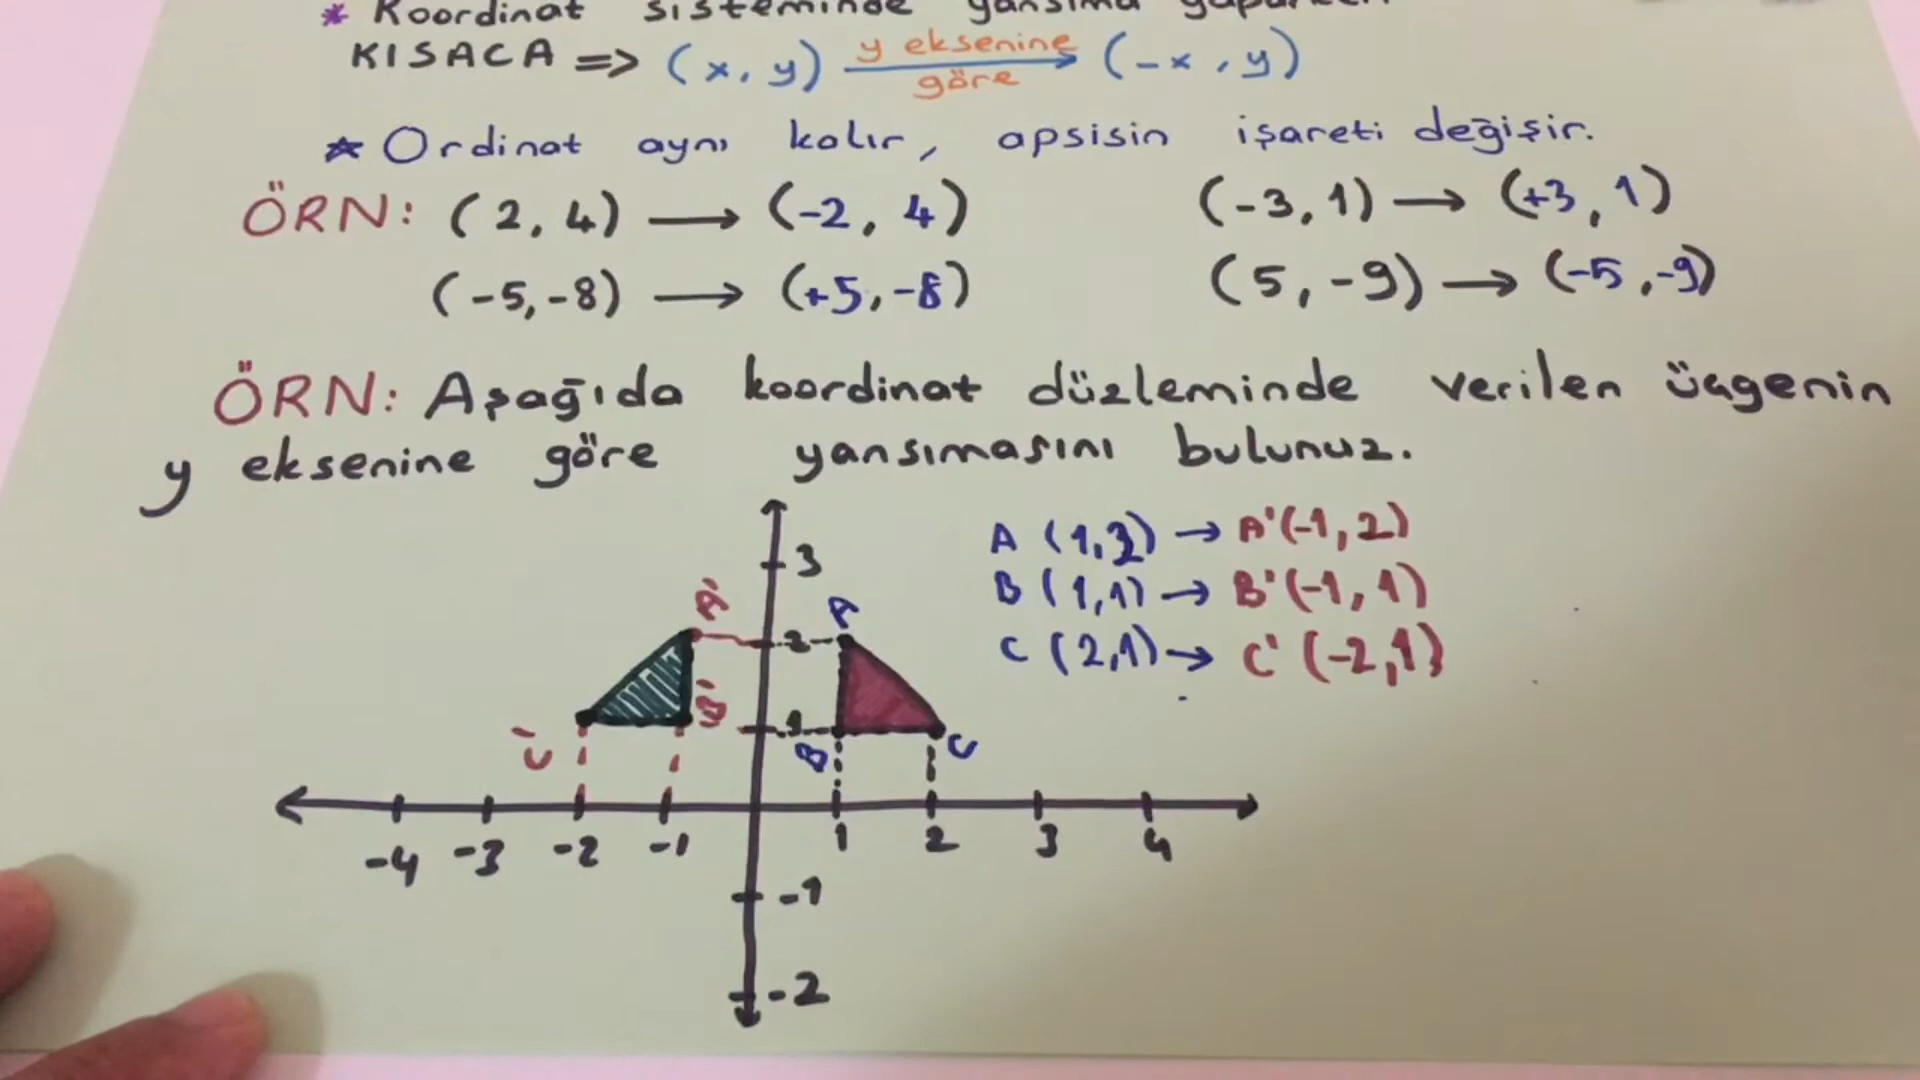 * Koordinat sisteminde yansıma
KISACA => (x, y) y eksenine göre (-x, y)
* Ordinat aynı kalır, apsisin işareti değişir.
ÖRN: (2, 4) → (-2, 4) (-3, 1) → (+3, 1)
(-5, -8) → (+5, -8) (5, -9) → (-5, -9)
ÖRN: Aşağıda koordinat düzleminde verilen üçgenin
y eksenine göre yansımasını bulunuz.
A (1,2) → A'(-1, 2)
3
B (1,1) → B'(-1, 1)
A' A
2
C (2,1) → C' (-2,1)
B' 1
C' B C
-4 -3 -2 -1 1 2 3 4
-1
-2